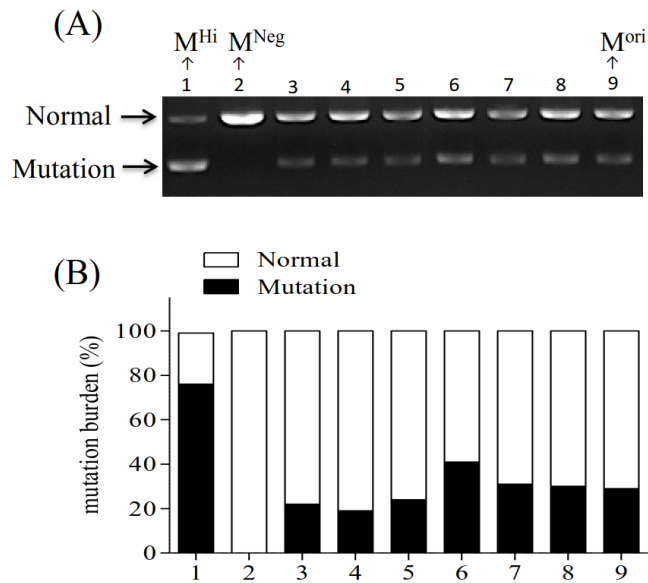 (A)
M^Hi M^Neg M^ori
↑ ↑ ↑
1 2 3 4 5 6 7 8 9
Normal →
Mutation →
(B)
Normal
Mutation
mutation burden (%)
100
80
60
40
20
0
1 2 3 4 5 6 7 8 9